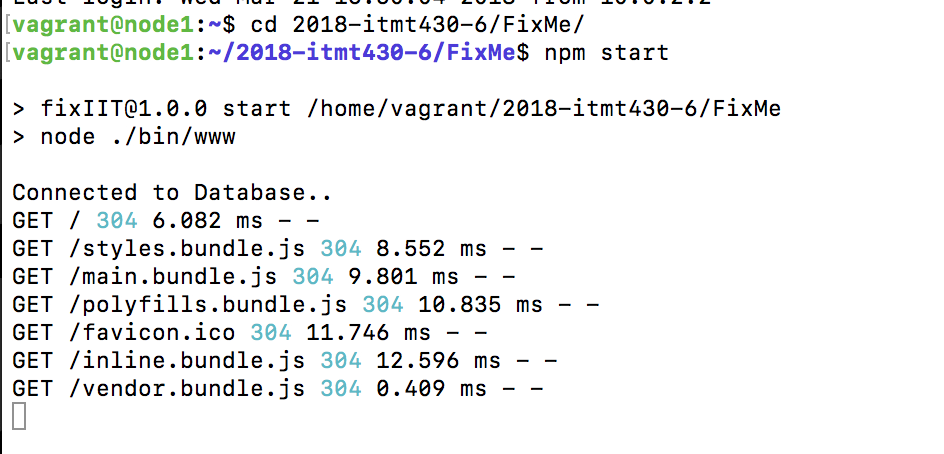 [vagrant@node1:~$ cd 2018-itmt430-6/FixMe/
[vagrant@node1:~/2018-itmt430-6/FixMe$ npm start
> fixIIT@1.0.0 start /home/vagrant/2018-itmt430-6/FixMe
> node ./bin/www
Connected to Database..
GET / 304 6.082 ms - -
GET /styles.bundle.js 304 8.552 ms - -
GET /main.bundle.js 304 9.801 ms - -
GET /polyfills.bundle.js 304 10.835 ms - -
GET /favicon.ico 304 11.746 ms - -
GET /inline.bundle.js 304 12.596 ms - -
GET /vendor.bundle.js 304 0.409 ms - -